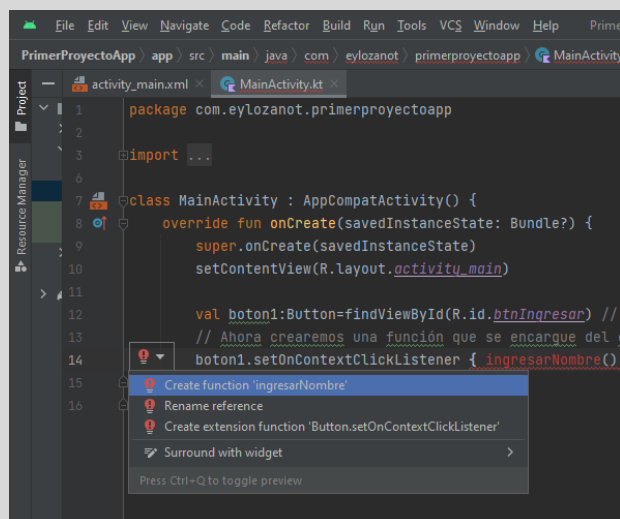 File Edit View Navigate Code Refactor Build Run Tools VCS Window Help Prime
PrimerProyectoApp app src main java com eylozanot primerproyectoapp MainActivity
activity_main.xml MainActivity.kt
Project
Resource Manager
1 package com.eylozanot.primerproyectoapp
2
3 import ...
6
7 class MainActivity : AppCompatActivity() {
8 override fun onCreate(savedInstanceState: Bundle?) {
9 super.onCreate(savedInstanceState)
10 setContentView(R.layout.activity_main)
11
12 val boton1:Button=findViewById(R.id.btnIngresar) //
13 // Ahora crearemos una función que se encargue del
14 boton1.setOnContextClickListener { ingresarNombre()
15
16
Create function 'ingresarNombre'
Rename reference
Create extension function 'Button.setOnContextClickListener'
Surround with widget
Press Ctrl+Q to toggle preview